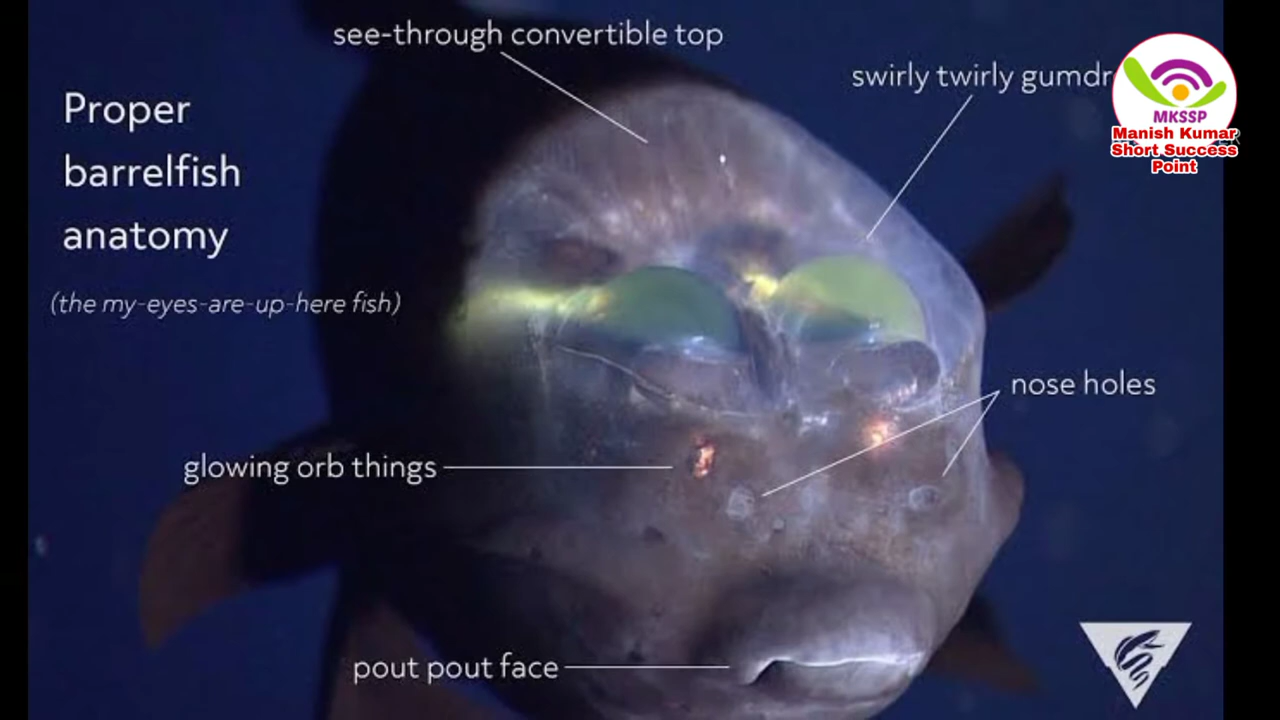 see-through convertible top
swirly twirly
Proper
barrelfish
anatomy
(the my-eyes-are-up-here fish)
MKSSP
Manish Kumar
Short Success
Point
nose holes
glowing orb things
pout pout face